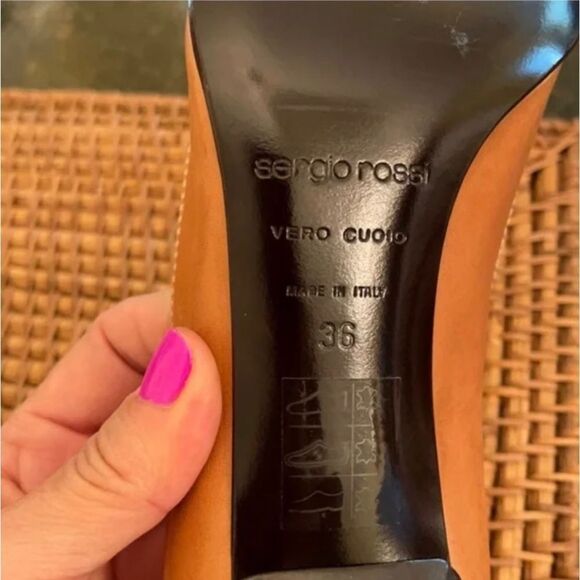 sergio rossi
VERO CUOIO
MADE IN ITALY
36